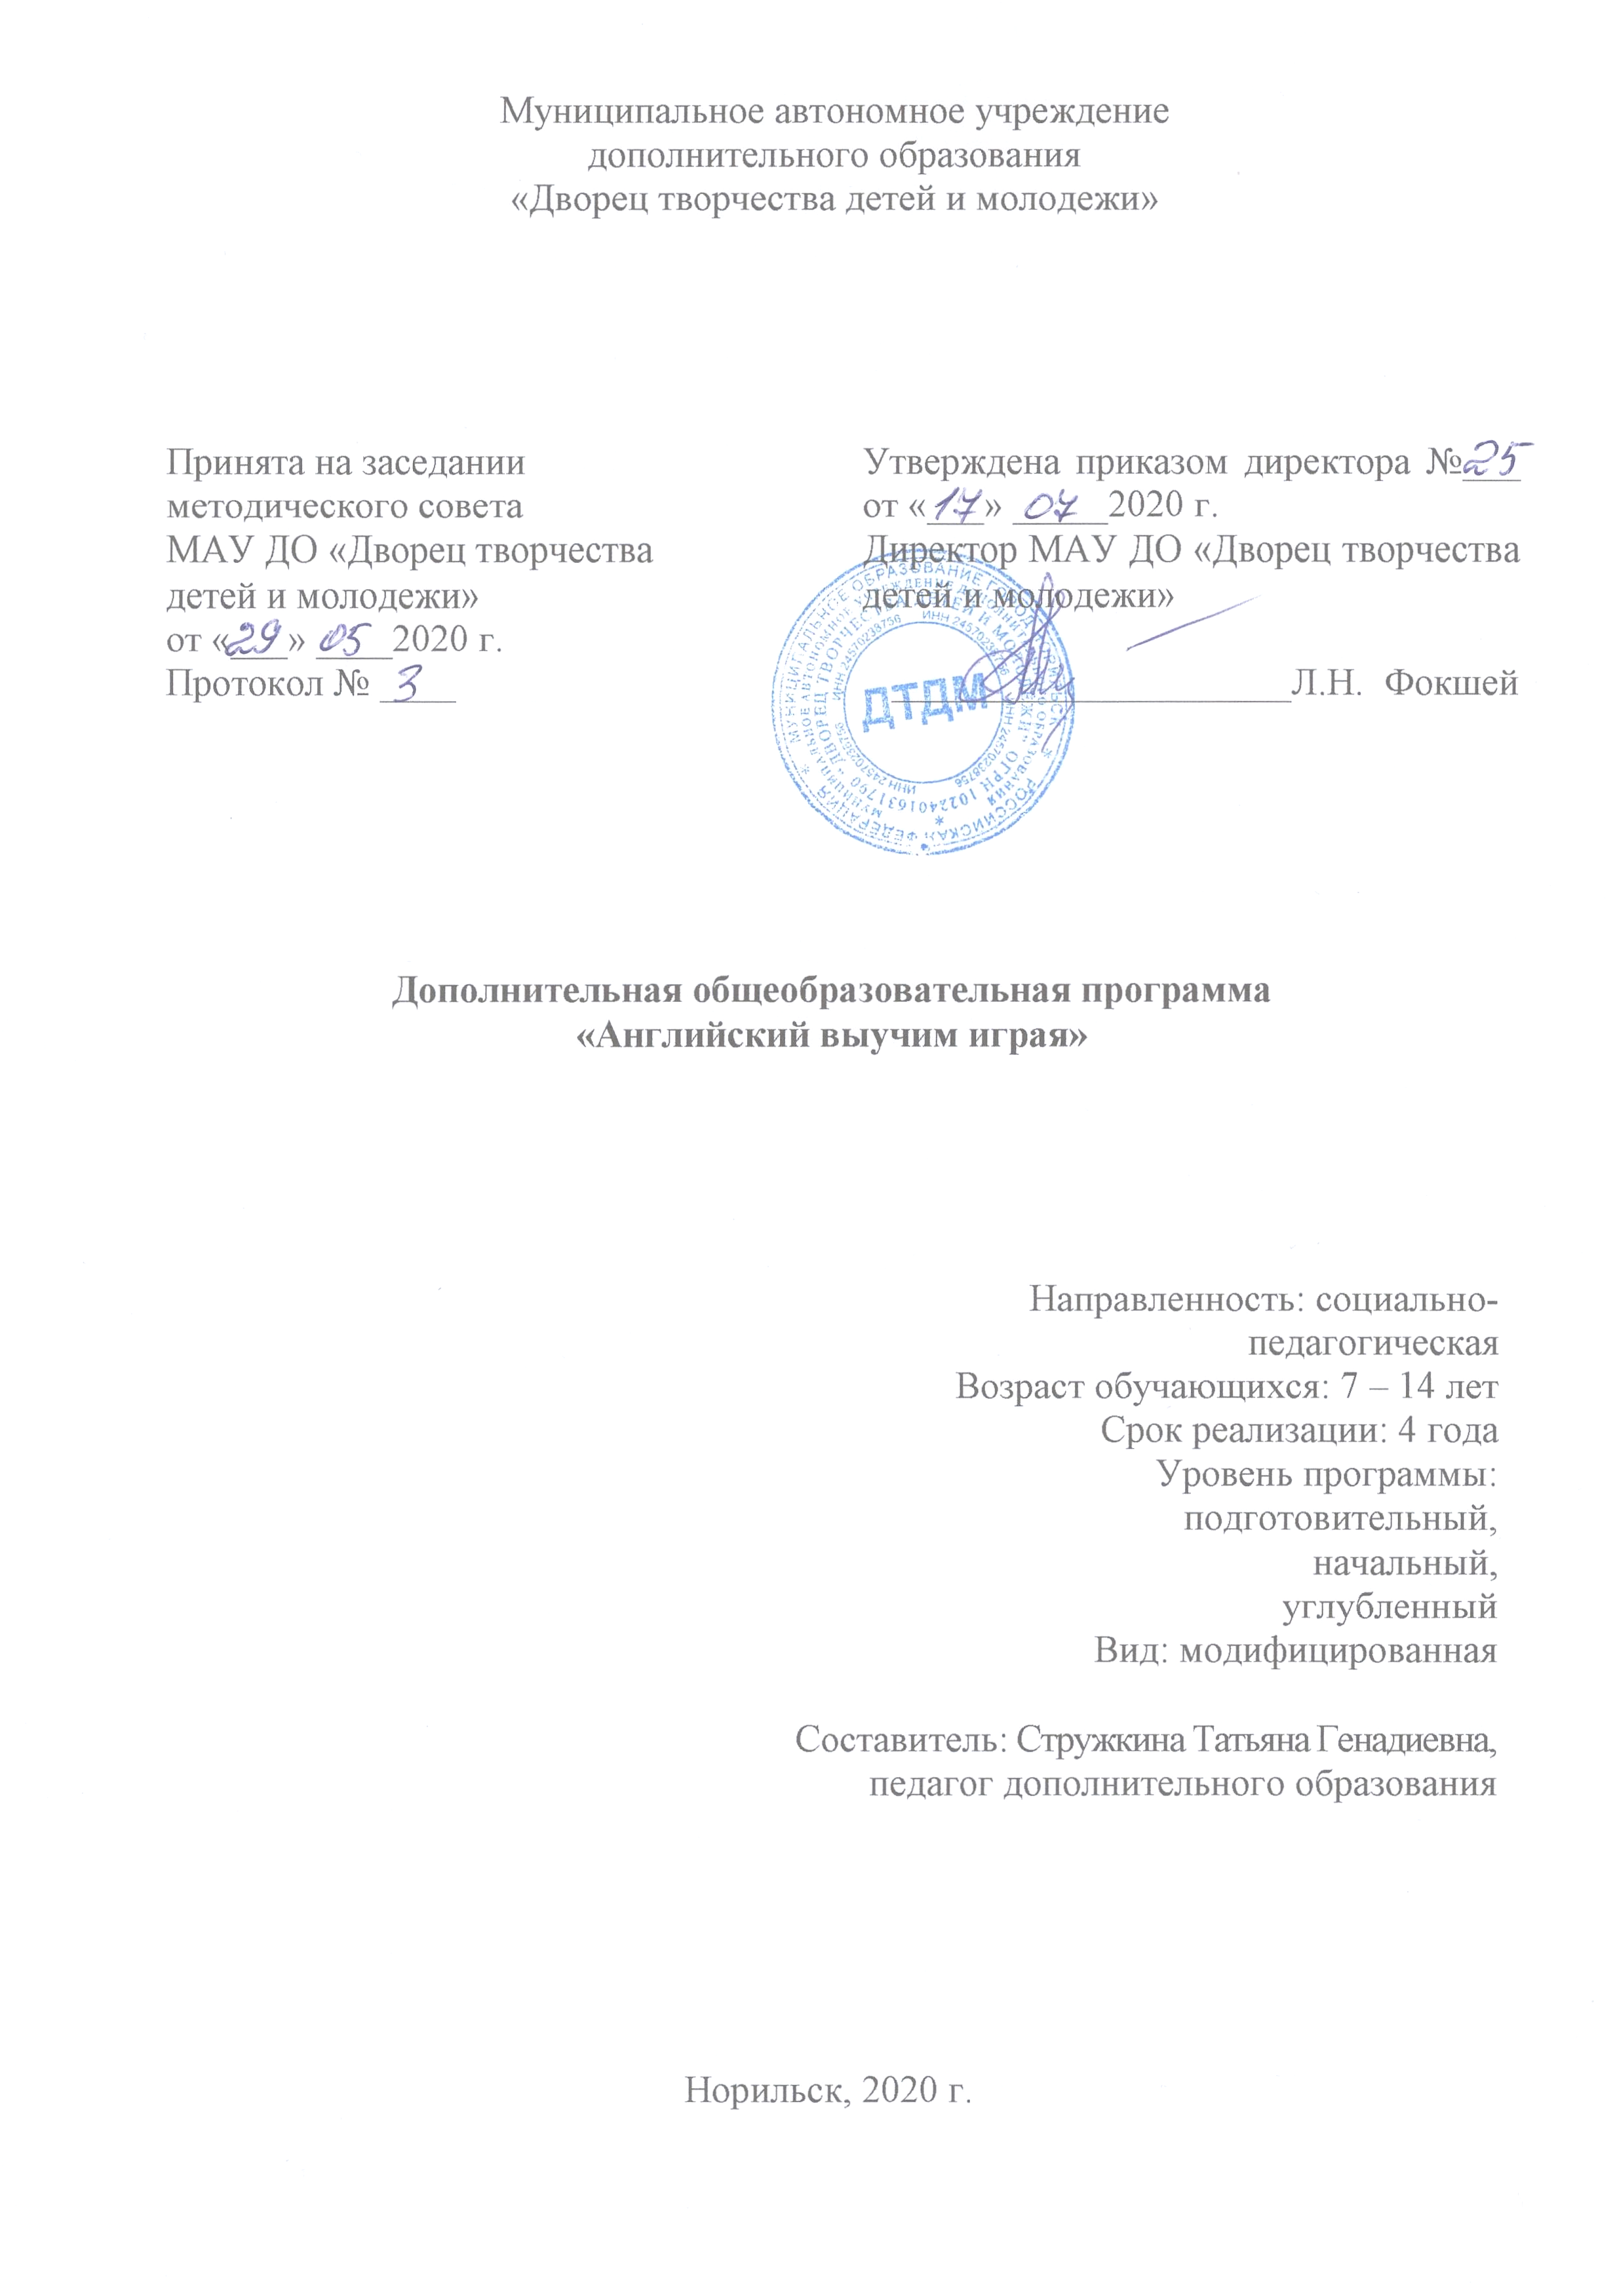 Муниципальное автономное учреждение
дополнительного образования
«Дворец творчества детей и молодежи»
Принята на заседании
методического совета
МАУ ДО «Дворец творчества
детей и молодежи»
от «29» 05 2020 г.
Протокол № 3
Утверждена приказом директора № 25
от «17» 07 2020 г.
Директор МАУ ДО «Дворец творчества
детей и молодежи»
Л.Н. Фокшей
ДТДМ
ИНН 2457023875
Дополнительная общеобразовательная программа
«Английский выучим играя»
Направленность: социально-
педагогическая
Возраст обучающихся: 7 – 14 лет
Срок реализации: 4 года
Уровень программы:
подготовительный,
начальный,
углубленный
Вид: модифицированная
Составитель: Стружкина Татьяна Генадиевна,
педагог дополнительного образования
Норильск, 2020 г.